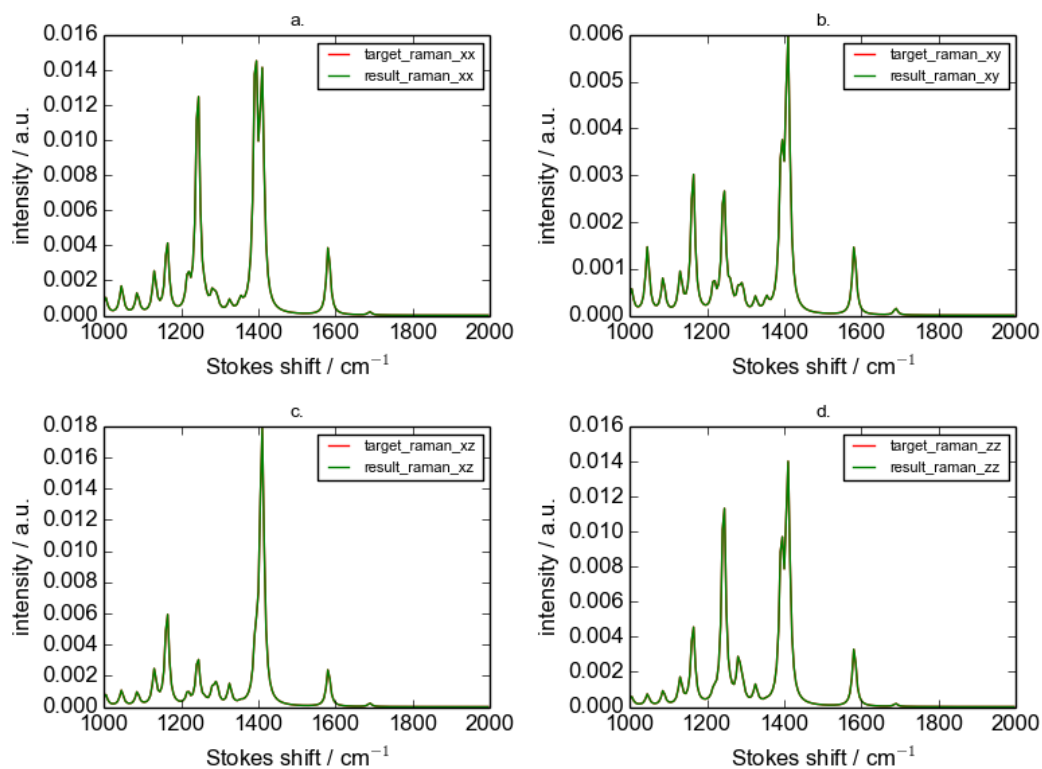 a.
0.016
0.014
0.012
0.010
0.008
0.006
0.004
0.002
0.000
intensity / a.u.
target_raman_xx
result_raman_xx
1000 1200 1400 1600 1800 2000
Stokes shift / cm⁻¹
b.
0.006
0.005
0.004
0.003
0.002
0.001
0.000
intensity / a.u.
target_raman_xy
result_raman_xy
1000 1200 1400 1600 1800 2000
Stokes shift / cm⁻¹
c.
0.018
0.016
0.014
0.012
0.010
0.008
0.006
0.004
0.002
0.000
intensity / a.u.
target_raman_xz
result_raman_xz
1000 1200 1400 1600 1800 2000
Stokes shift / cm⁻¹
d.
0.016
0.014
0.012
0.010
0.008
0.006
0.004
0.002
0.000
intensity / a.u.
target_raman_zz
result_raman_zz
1000 1200 1400 1600 1800 2000
Stokes shift / cm⁻¹